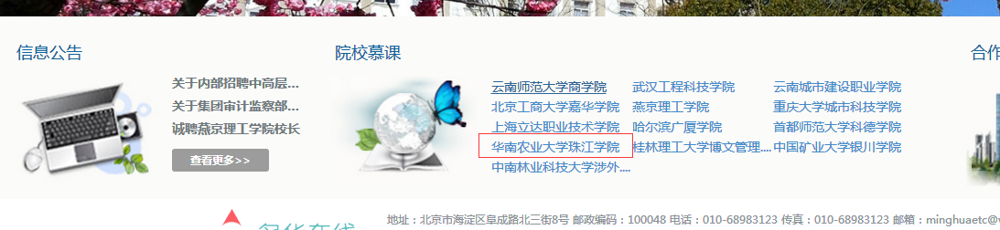 信息公告
关于内部招聘中高层...
关于集团审计监察部...
诚聘燕京理工学院校长
查看更多>>
院校慕课
云南师范大学商学院 武汉工程科技学院 云南城市建设职业学院
北京工商大学嘉华学院 燕京理工学院 重庆大学城市科技学院
上海立达职业技术学院 哈尔滨广厦学院 首都师范大学科德学院
华南农业大学珠江学院 桂林理工大学博文管理.... 中国矿业大学银川学院
中南林业科技大学涉外....
合作
地址：北京市海淀区阜成路北三街8号 邮政编码：100048 电话：010-68983123 传真：010-68983123 邮箱：minghuaetc@